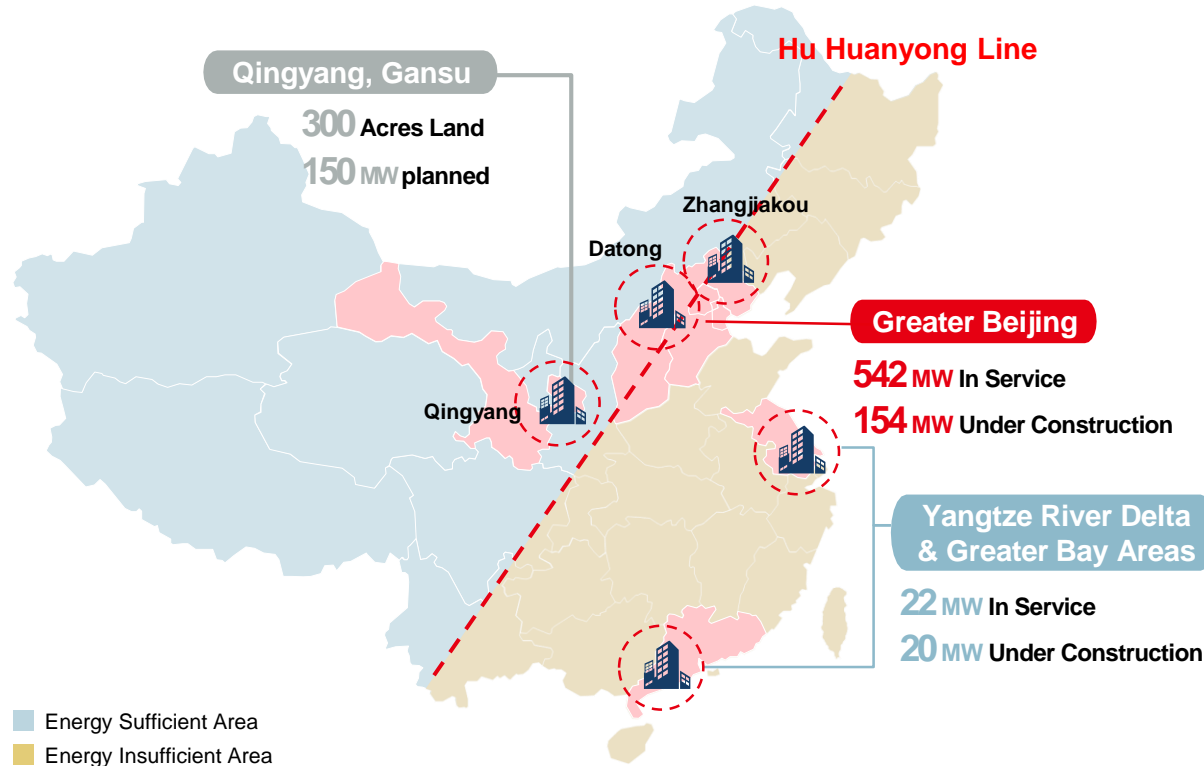 Hu Huanyong Line
Qingyang, Gansu
300 Acres Land
150 MW planned
Zhangjiakou
Datong
Qingyang
Greater Beijing
542 MW In Service
154 MW Under Construction
Yangtze River Delta
& Greater Bay Areas
22 MW In Service
20 MW Under Construction
Energy Sufficient Area
Energy Insufficient Area